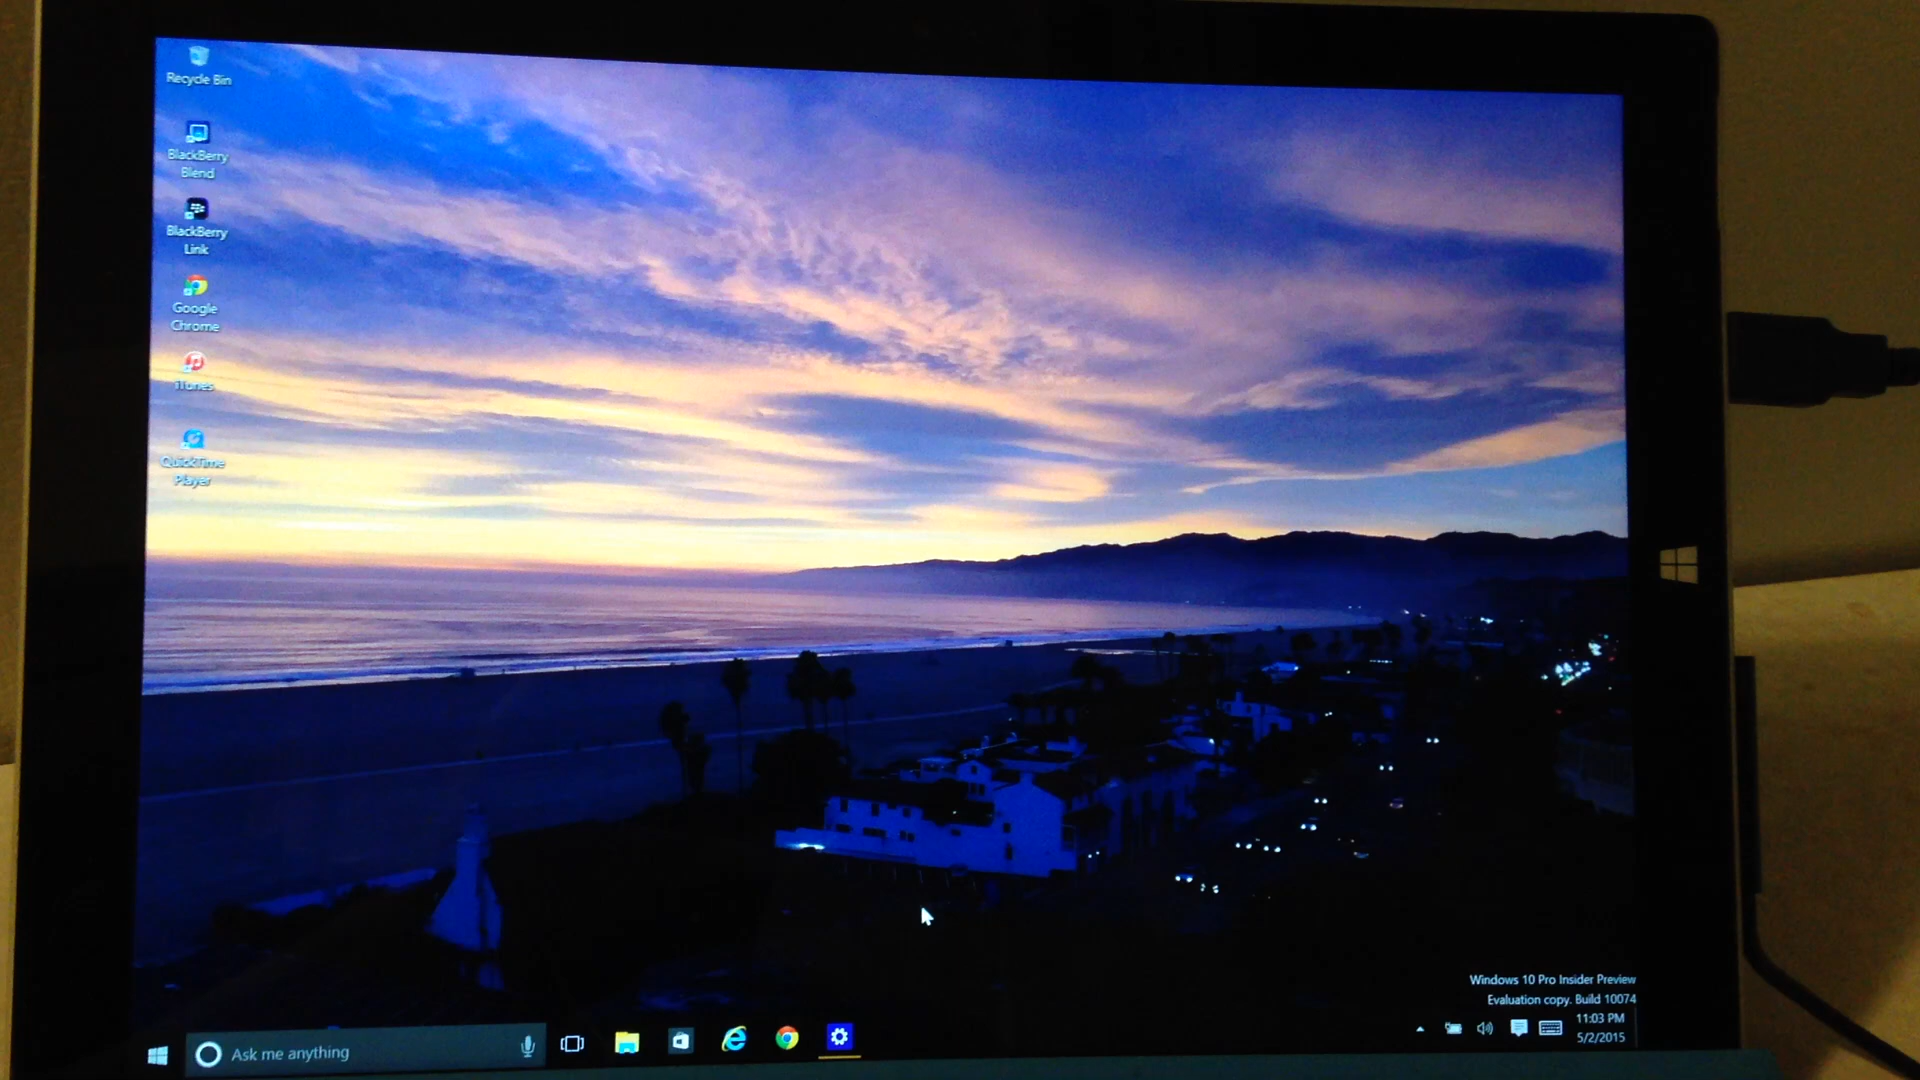 Recycle Bin
BlackBerry
Blend
BlackBerry
Link
Google
Chrome
iTunes
QuickTime
Player
Windows 10 Pro Insider Preview
Evaluation copy. Build 10074
11:03 PM
5/2/2015
Ask me anything